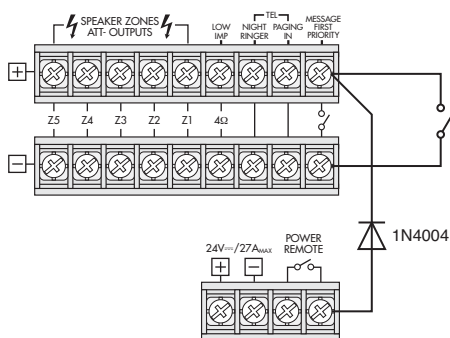 SPEAKER ZONES
ATT- OUTPUTS
LOW
IMP
TEL
NIGHT
RINGER
PAGING
IN
MESSAGE
FIRST
PRIORITY
+
Z5 Z4 Z3 Z2 Z1 4Ω
−
1N4004
24V⎓/27AMAX
POWER
REMOTE
+ −